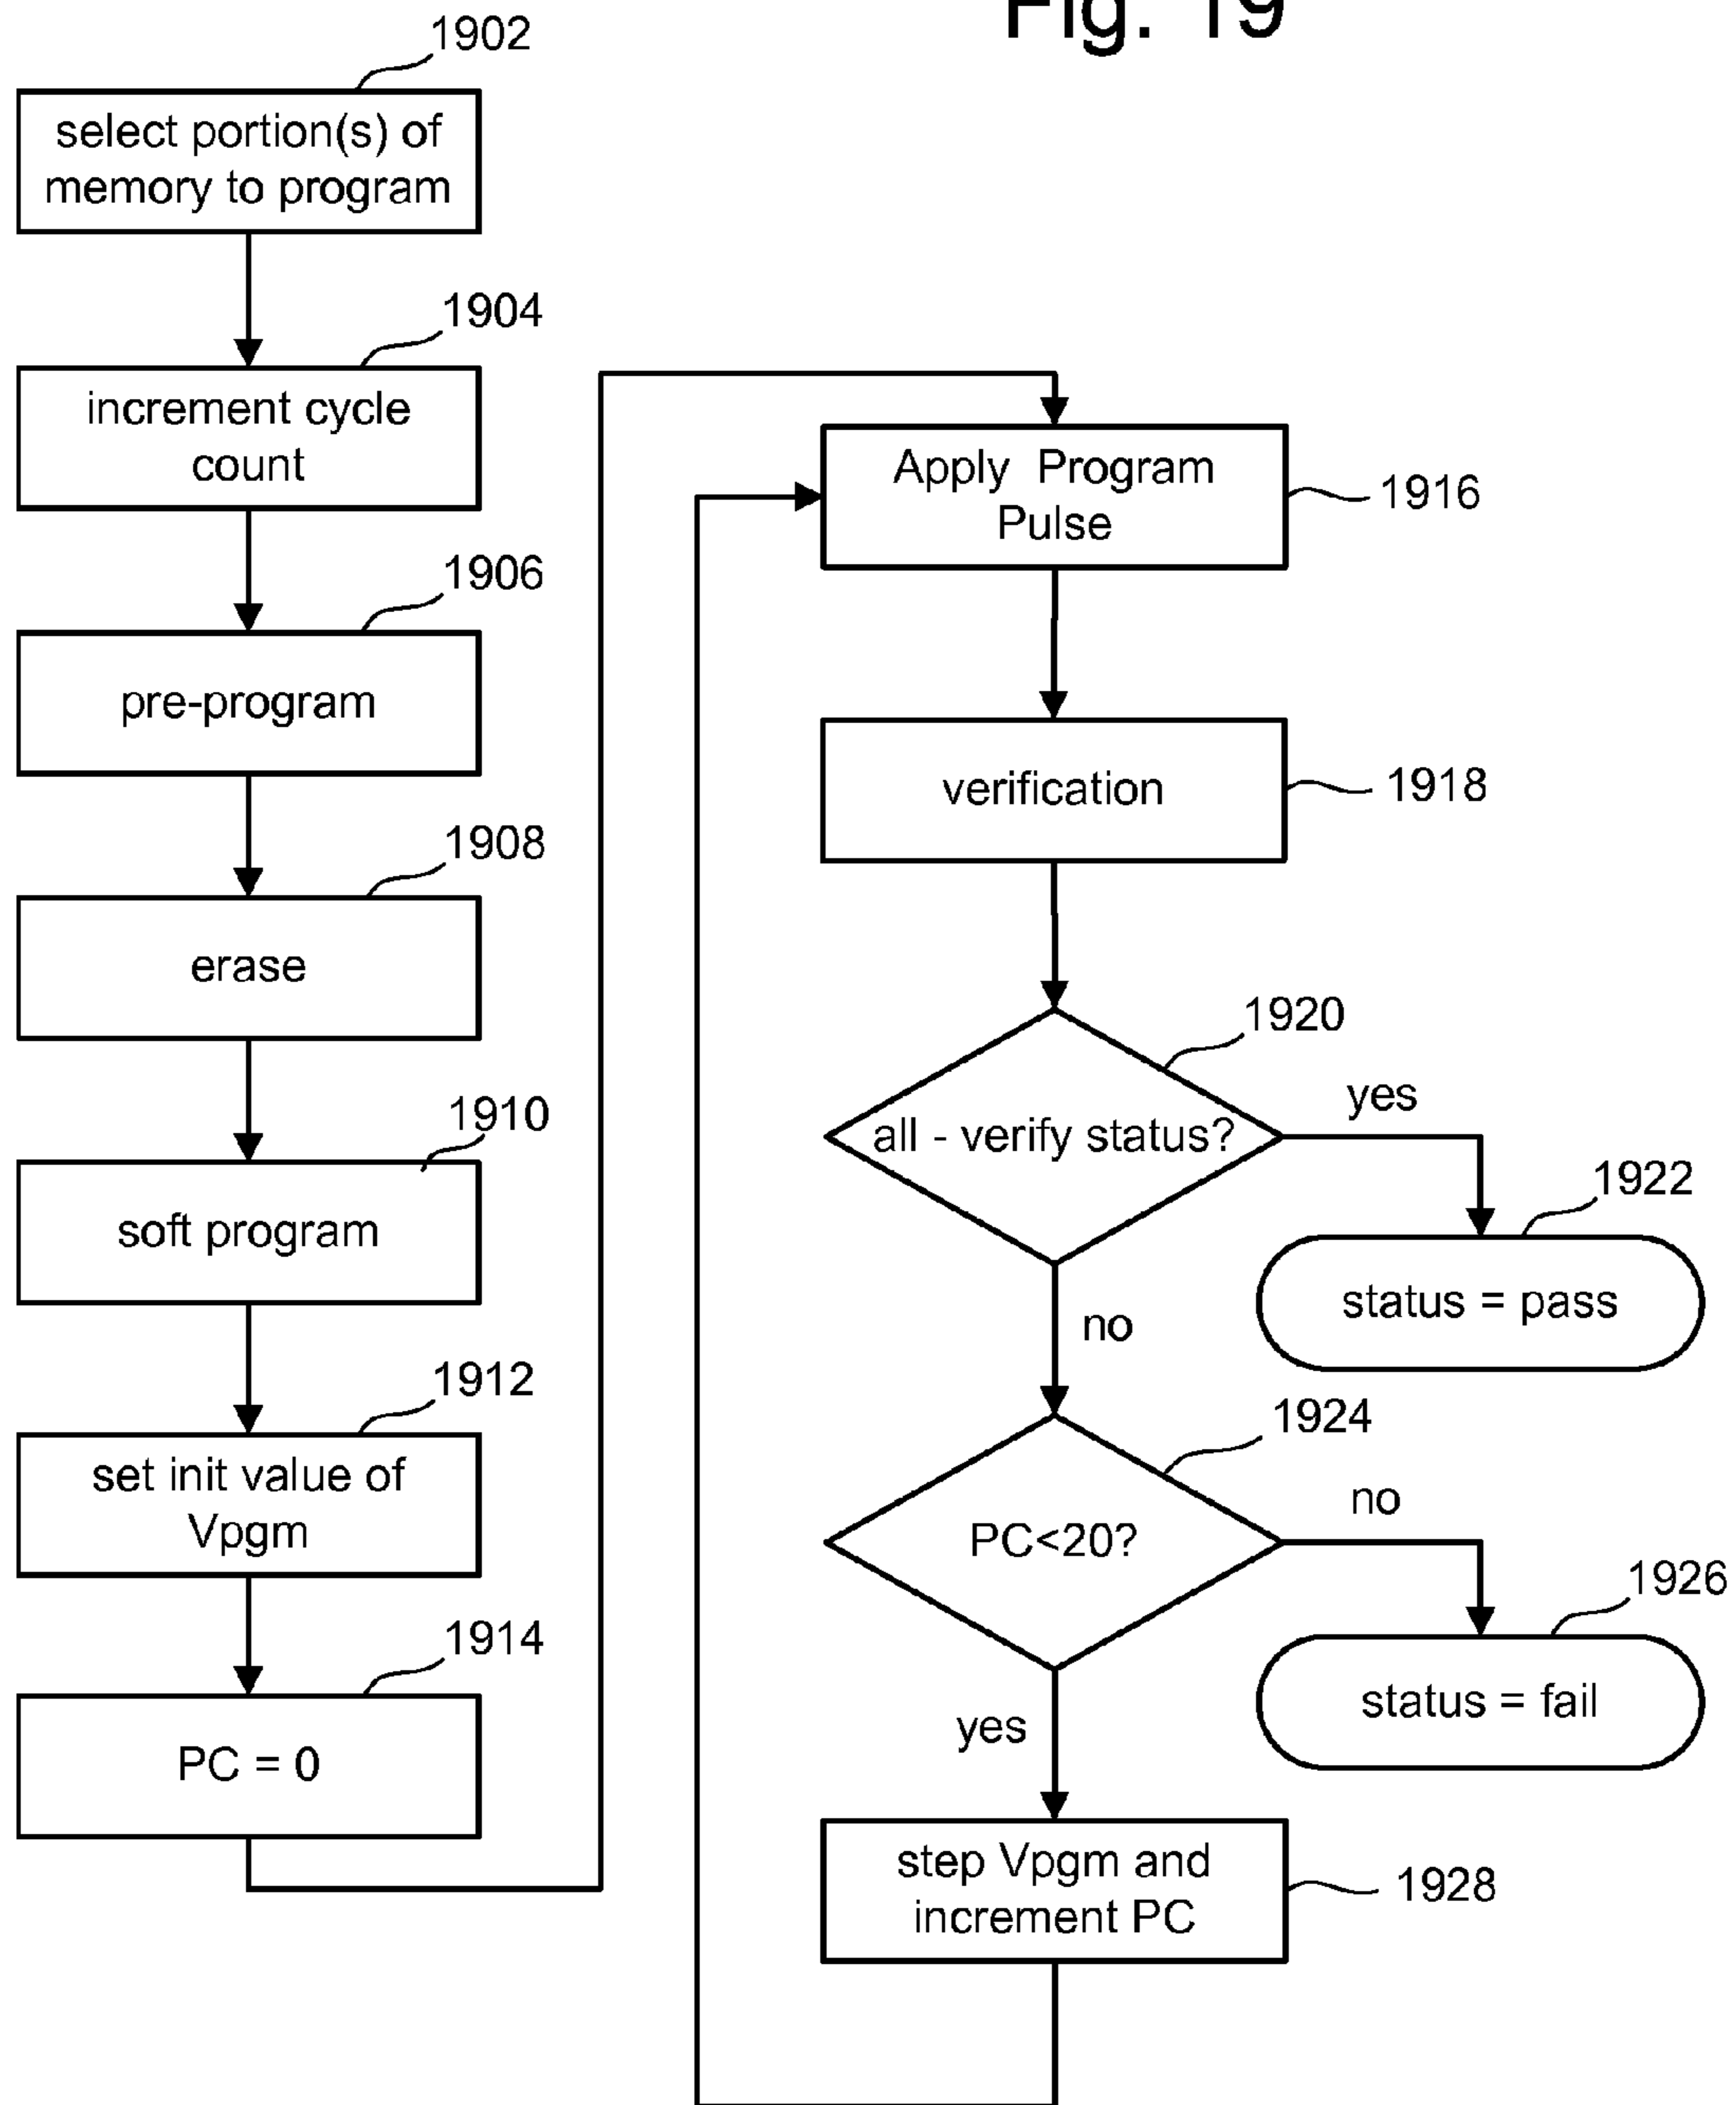 Fig. 19
1902
select portion(s) of
memory to program
1904
increment cycle
count
1906
pre-program
1908
erase
1910
soft program
1912
set init value of
Vpgm
1914
PC = 0
Apply Program
Pulse
1916
verification
1918
1920
all - verify status?
yes
1922
status = pass
no
1924
PC<20?
no
1926
status = fail
yes
step Vpgm and
increment PC
1928